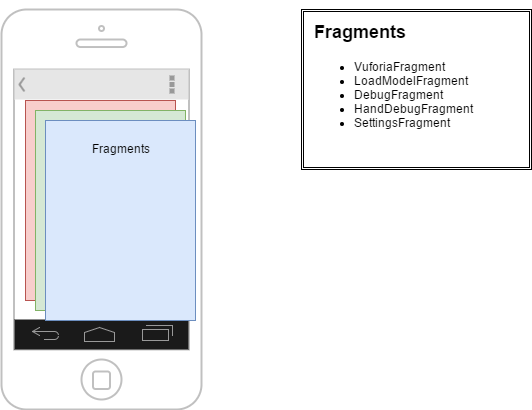 Fragments
Fragments
VuforiaFragment
LoadModelFragment
DebugFragment
HandDebugFragment
SettingsFragment